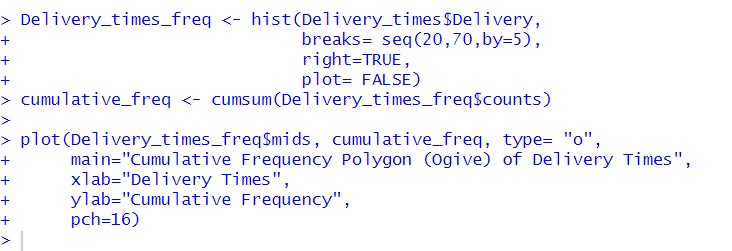 > Delivery_times_freq <- hist(Delivery_times$Delivery,
+                             breaks= seq(20,70,by=5),
+                             right=TRUE,
+                             plot= FALSE)
> cumulative_freq <- cumsum(Delivery_times_freq$counts)
>
> plot(Delivery_times_freq$mids, cumulative_freq, type= "o",
+      main="Cumulative Frequency Polygon (Ogive) of Delivery Times",
+      xlab="Delivery Times",
+      ylab="Cumulative Frequency",
+      pch=16)
>